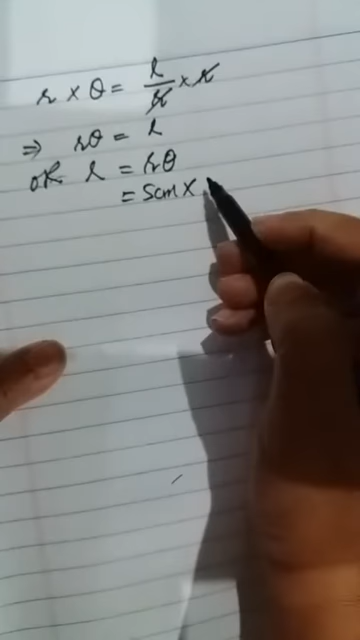 r × θ = l/r × r
⇒ rθ = l
or l = rθ
= 5cm ×